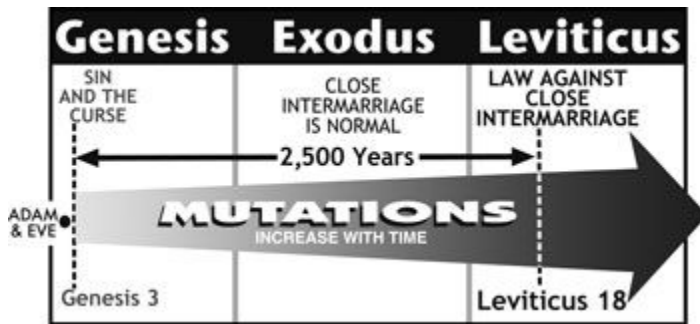 Genesis
Exodus
Leviticus
SIN
AND THE
CURSE
CLOSE
INTERMARRIAGE
IS NORMAL
LAW AGAINST
CLOSE
INTERMARRIAGE
2,500 Years
ADAM
& EVE
MUTATIONS
INCREASE WITH TIME
Genesis 3
Leviticus 18